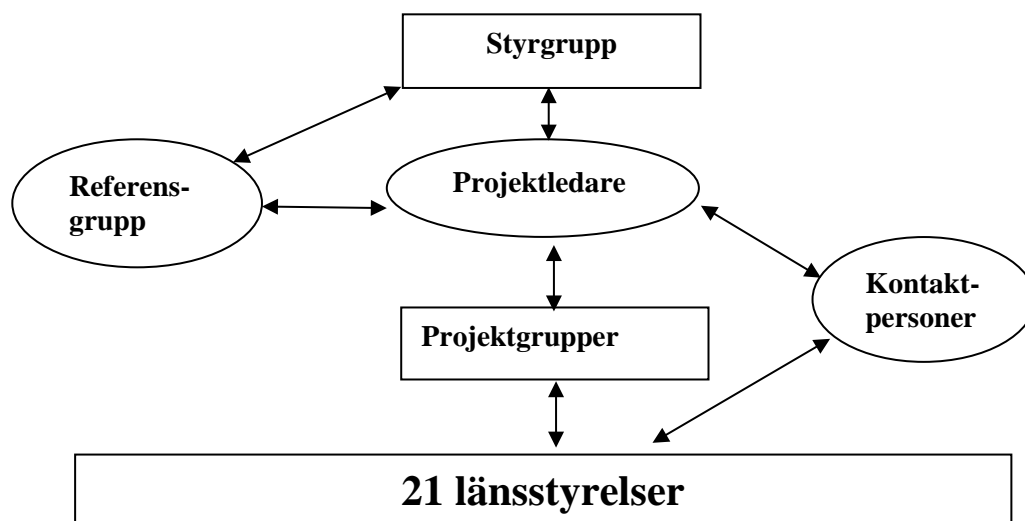 Styrgrupp
Referens-
grupp
Projektledare
Kontakt-
personer
Projektgrupper
21 länsstyrelser